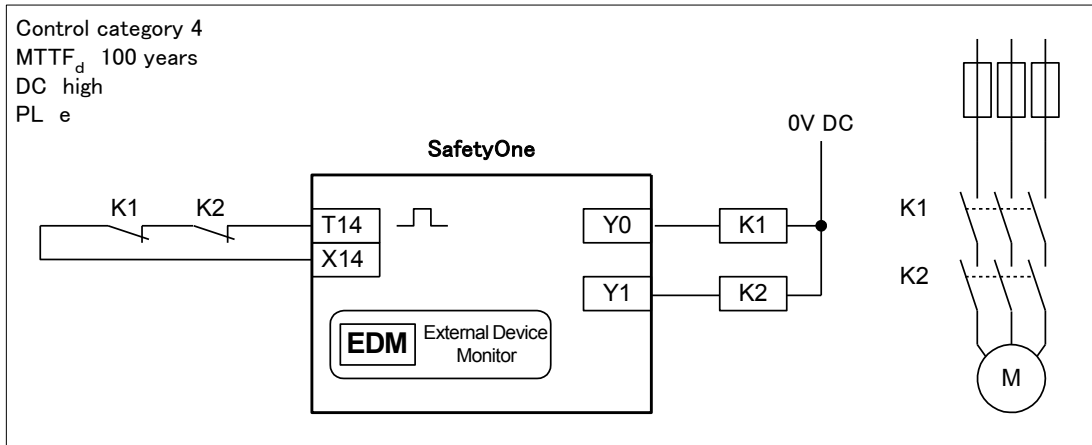 Control category 4
MTTFd 100 years
DC high
PL e
0V DC
SafetyOne
K1 K2
T14
X14
Y0
K1
Y1
K2
EDM
External Device
Monitor
K1
K2
M